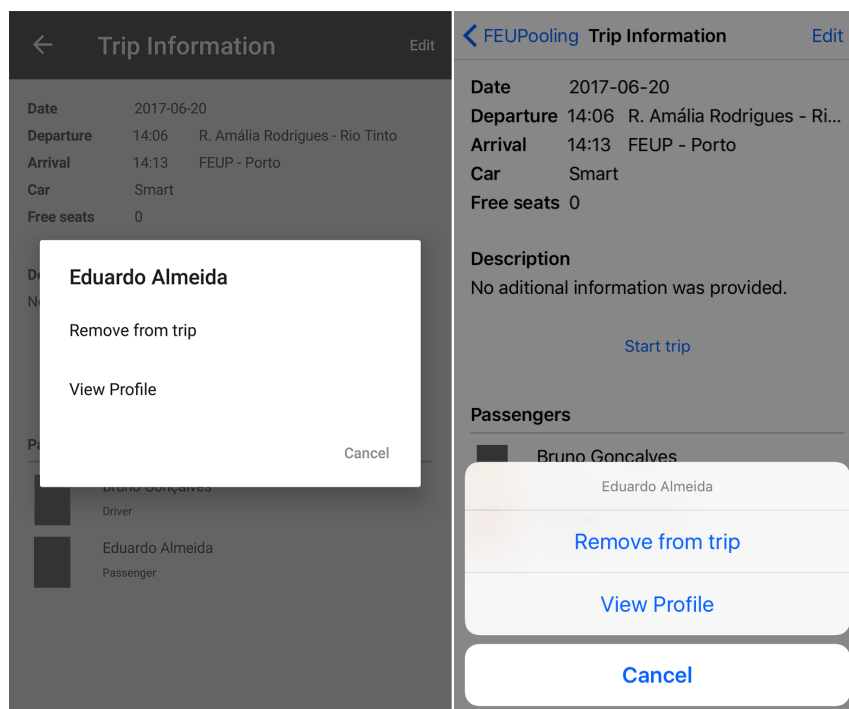 Trip Information Edit
Date 2017-06-20
Departure 14:06 R. Amália Rodrigues - Rio Tinto
Arrival 14:13 FEUP - Porto
Car Smart
Free seats 0
Eduardo Almeida
Remove from trip
View Profile
Cancel
Bruno Gonçalves
Driver
Eduardo Almeida
Passenger
FEUPooling Trip Information Edit
Date 2017-06-20
Departure 14:06 R. Amália Rodrigues - Ri...
Arrival 14:13 FEUP - Porto
Car Smart
Free seats 0
Description
No aditional information was provided.
Start trip
Passengers
Bruno Goncalves
Eduardo Almeida
Remove from trip
View Profile
Cancel